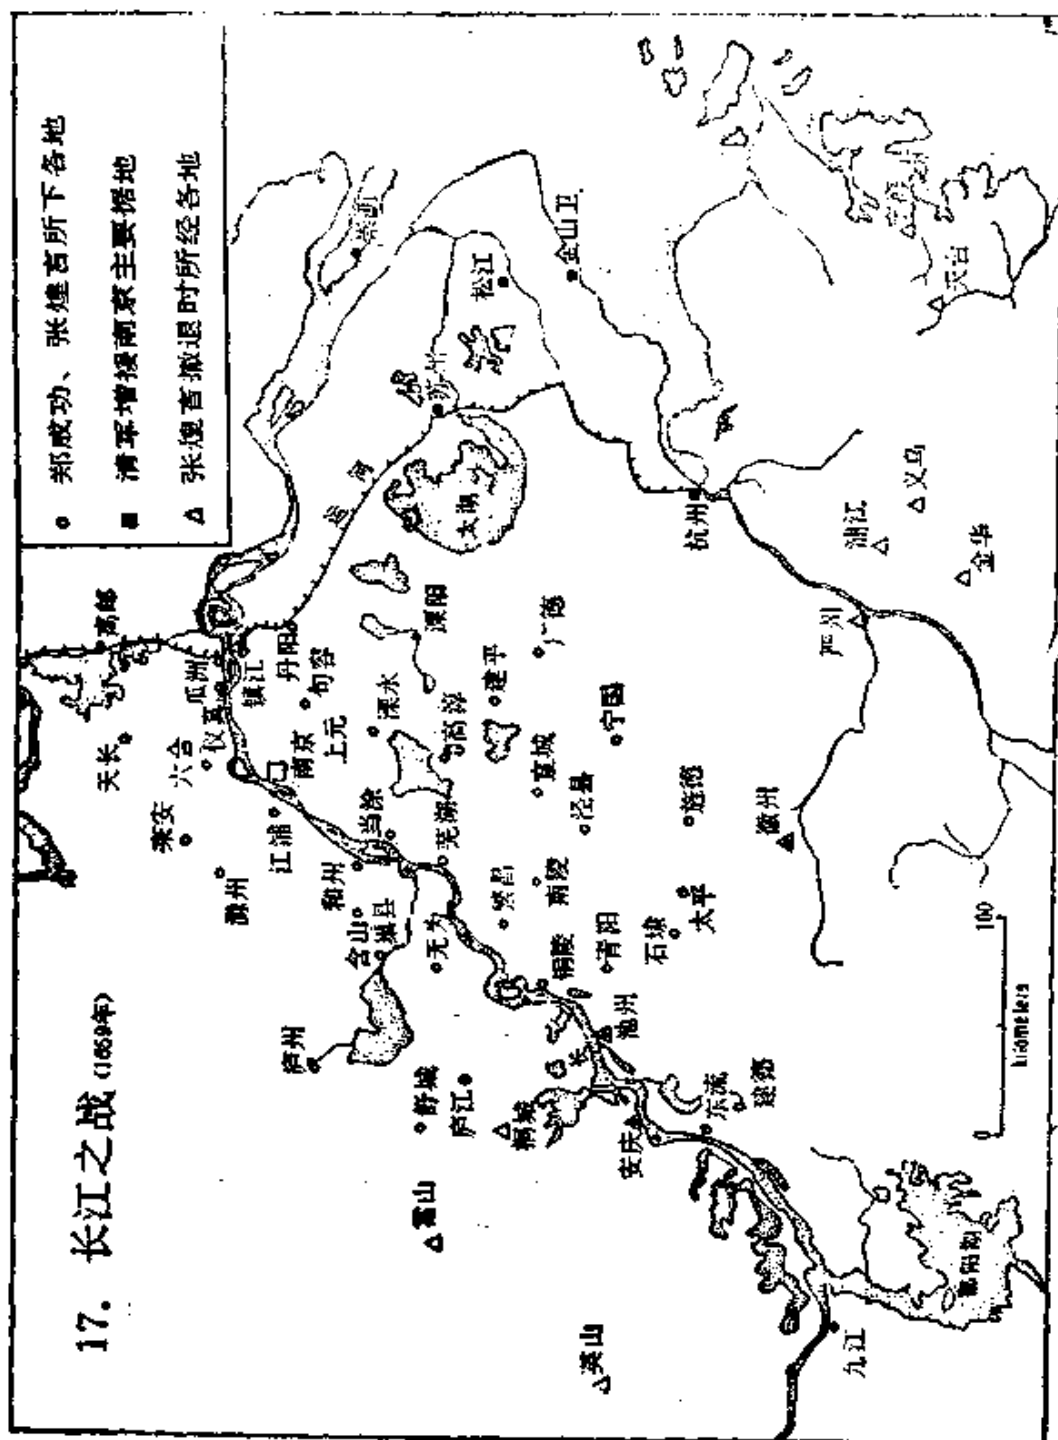 17. 长江之战 (1659年)
○ 郑成功、张煌言所下各地
■ 清军增援南京主要据地
△ 张煌言撤退时所经各地
高邮
天长
六合
仪真
瓜洲
镇江
丹阳
句容
来安
滁州
江浦
南京
上元
和州
当涂
溧水
溧阳
高淳
建平
广德
含山
巢县
芜湖
无为
繁昌
南陵
宣城
泾县
宁国
旌德
庐州
舒城
庐江
桐城
铜陵
青阳
石埭
太平
池州
长
安庆
东流
建德
徽州
霍山
英山
九江
鄱阳湖
崇明
松江
金山卫
苏州
运
河
太湖
杭州
浦江
义乌
金华
严州
天台
0
100
kilometers